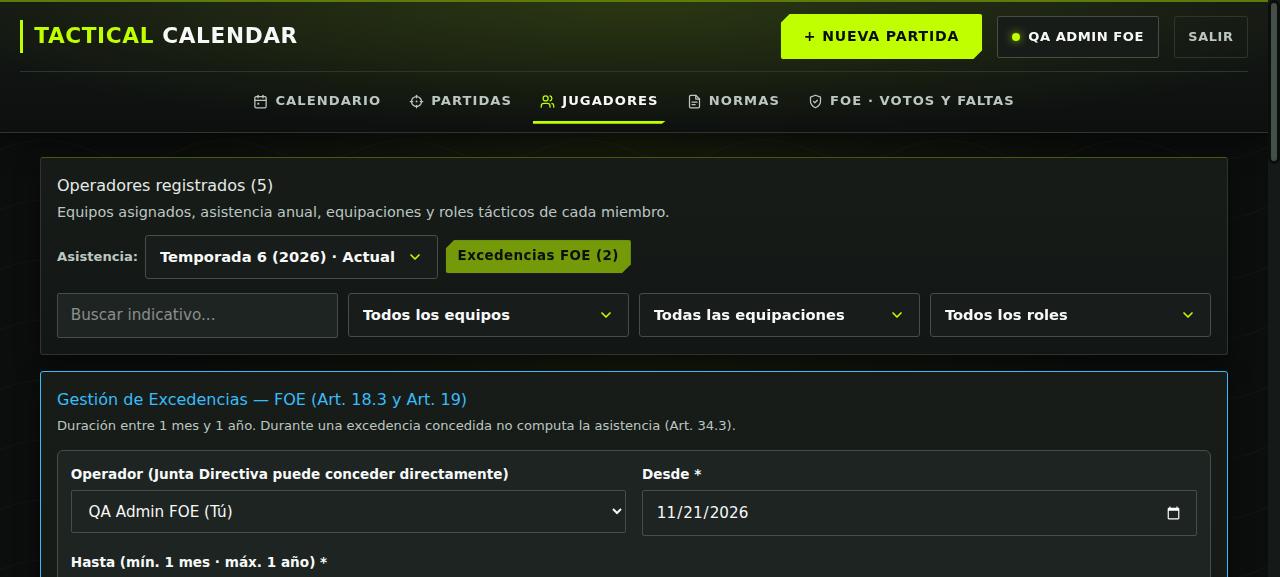 TACTICAL CALENDAR
+ NUEVA PARTIDA
QA ADMIN FOE
SALIR
CALENDARIO
PARTIDAS
JUGADORES
NORMAS
FOE · VOTOS Y FALTAS
Operadores registrados (5)
Equipos asignados, asistencia anual, equipaciones y roles tácticos de cada miembro.
Asistencia:
Temporada 6 (2026) · Actual
Excedencias FOE (2)
Buscar indicativo...
Todos los equipos
Todas las equipaciones
Todos los roles
Gestión de Excedencias — FOE (Art. 18.3 y Art. 19)
Duración entre 1 mes y 1 año. Durante una excedencia concedida no computa la asistencia (Art. 34.3).
Operador (Junta Directiva puede conceder directamente)
Desde *
QA Admin FOE (Tú)
11/21/2026
Hasta (mín. 1 mes · máx. 1 año) *